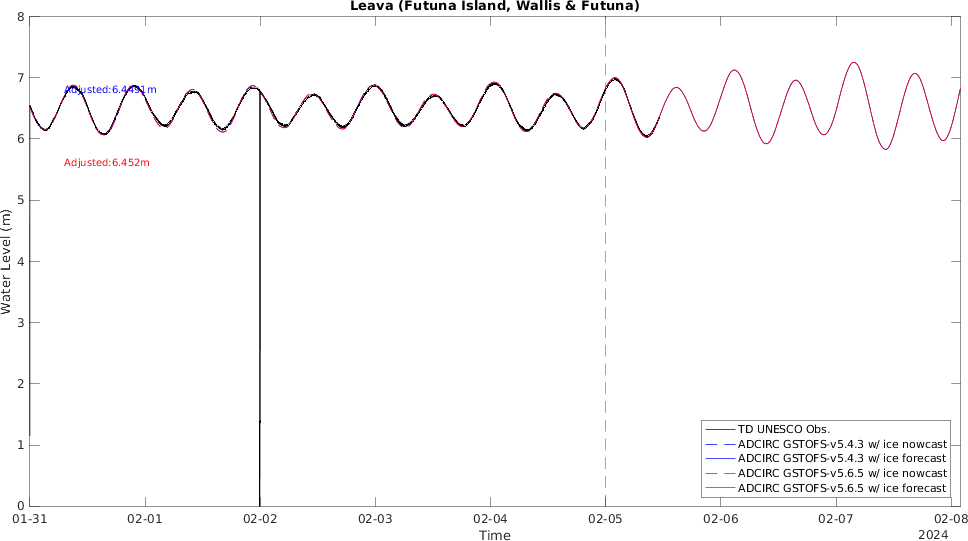 Leava (Futuna Island, Wallis & Futuna)
8
7
6
5
4
3
2
1
0
Water Level (m)
Adjusted:6.4491m
Adjusted:6.452m
TD UNESCO Obs.
ADCIRC GSTOFS-v5.4.3 w/ ice nowcast
ADCIRC GSTOFS-v5.4.3 w/ ice forecast
ADCIRC GSTOFS-v5.6.5 w/ ice nowcast
ADCIRC GSTOFS-v5.6.5 w/ ice forecast
01-31 02-01 02-02 02-03 02-04 02-05 02-06 02-07 02-08
Time
2024